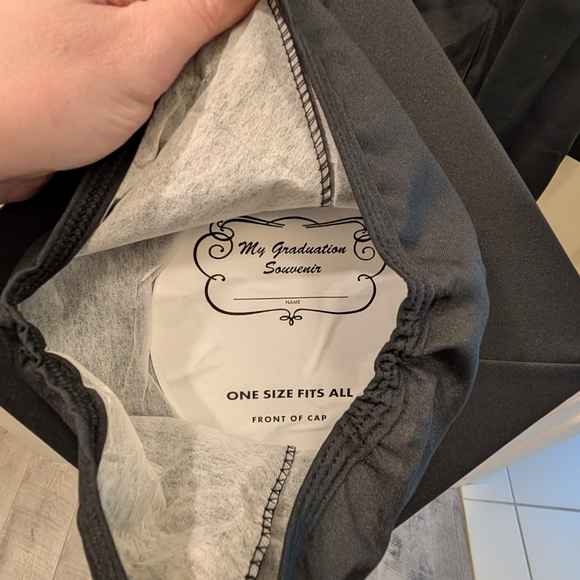 My Graduation
Souvenir
NAME
ONE SIZE FITS ALL
FRONT OF CAP